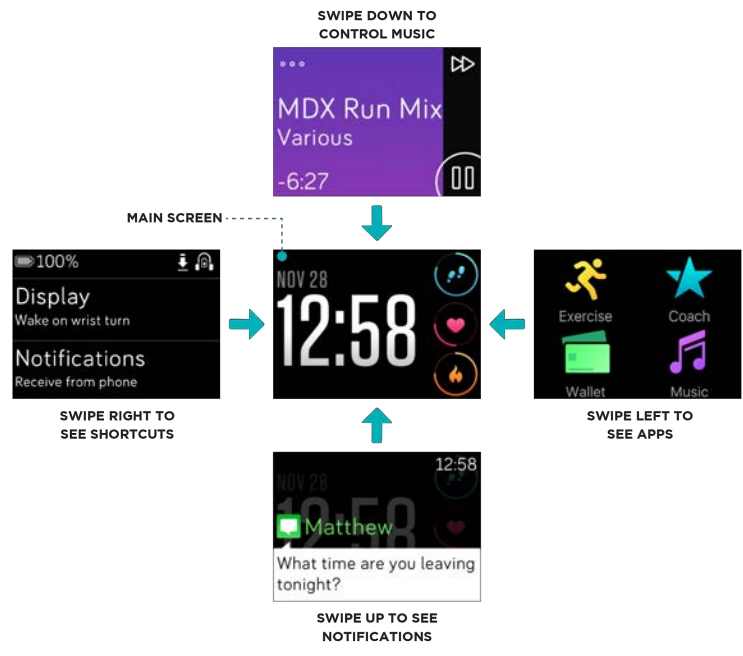 SWIPE DOWN TO
CONTROL MUSIC
MDX Run Mix
Various
-6:27
MAIN SCREEN
100%
Display
Wake on wrist turn
Notifications
Receive from phone
SWIPE RIGHT TO
SEE SHORTCUTS
NOV 28
12:58
Exercise
Coach
Wallet
Music
SWIPE LEFT TO
SEE APPS
12:58
NOV 28
Matthew
What time are you leaving
tonight?
SWIPE UP TO SEE
NOTIFICATIONS